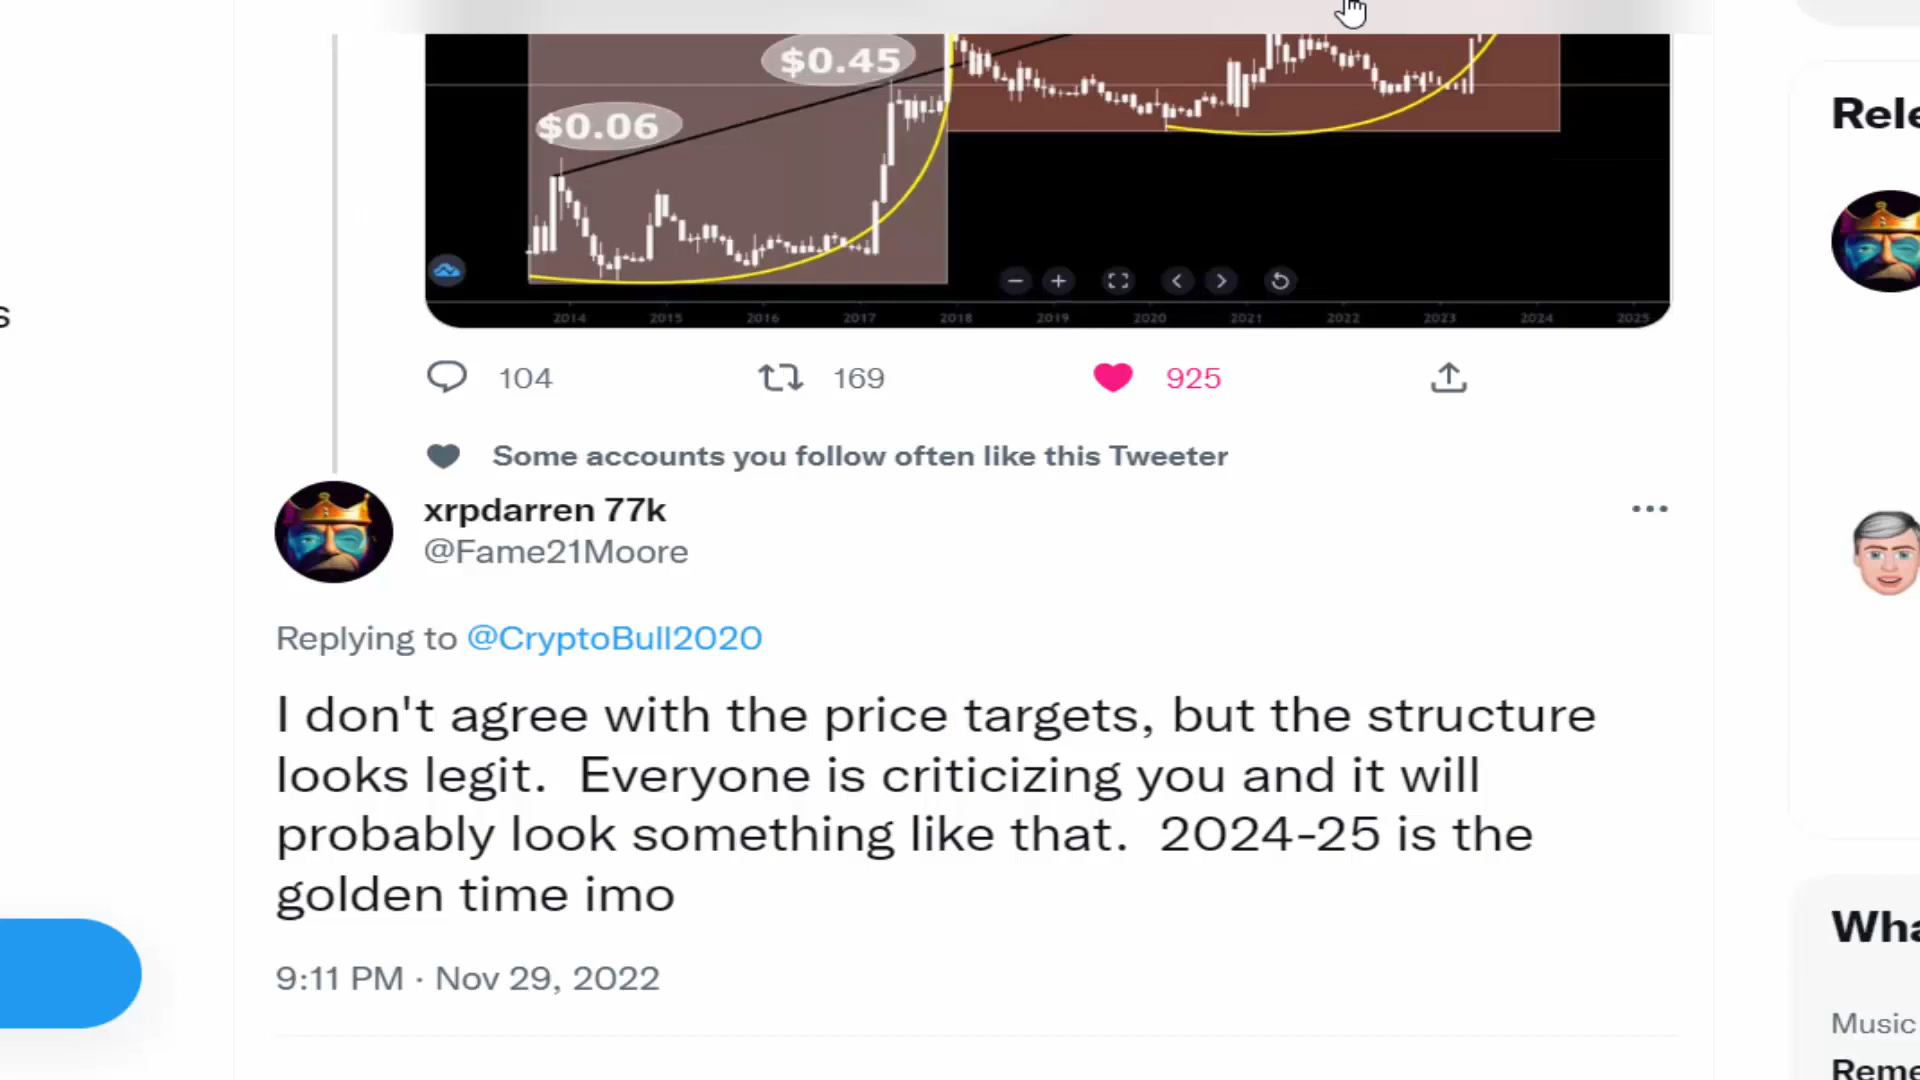 $0.45
$0.06
2014 2015 2016 2017 2018 2019 2020 2021 2022 2023 2024 2025
104 169 925
Some accounts you follow often like this Tweeter
xrpdarren 77k
@Fame21Moore
Replying to @CryptoBull2020
I don't agree with the price targets, but the structure
looks legit.  Everyone is criticizing you and it will
probably look something like that.  2024-25 is the
golden time imo
9:11 PM · Nov 29, 2022
s
Rele
Wha
Music
Reme